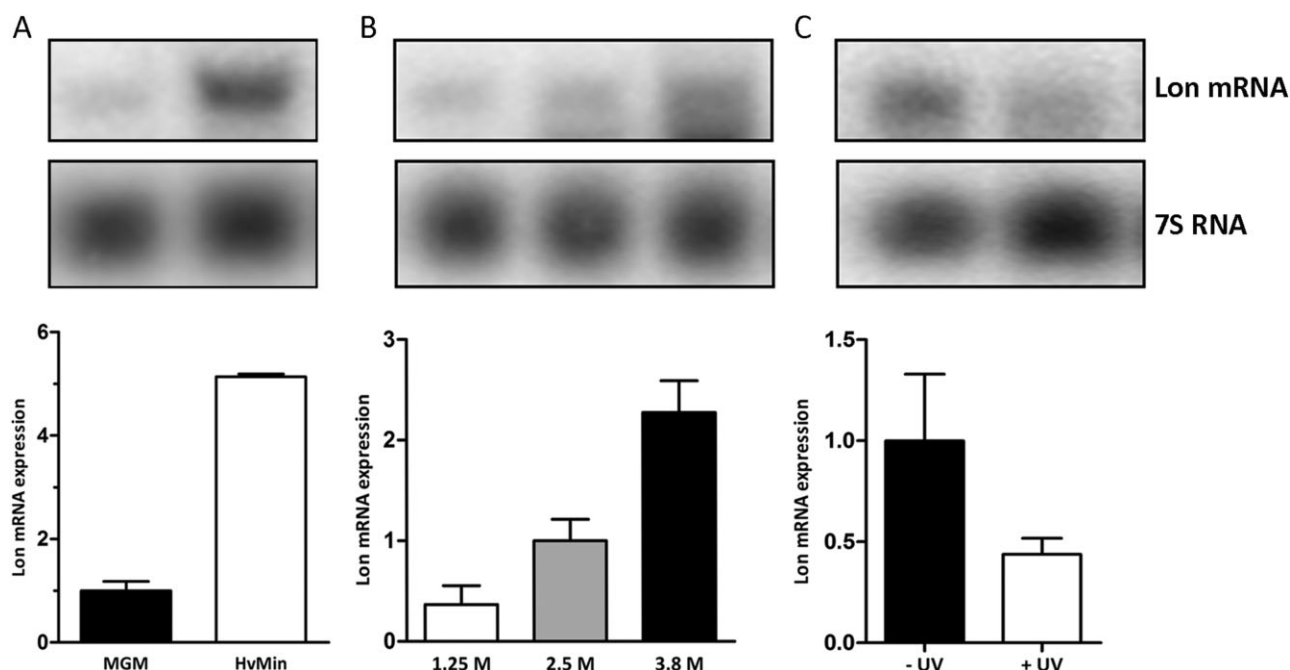 A
B
C
Lon mRNA
7S RNA
6
4
2
0
Lon mRNA expression
MGM
HvMin
3
2
1
0
Lon mRNA expression
1.25 M
2.5 M
3.8 M
1.5
1.0
0.5
0.0
Lon mRNA expression
- UV
+ UV